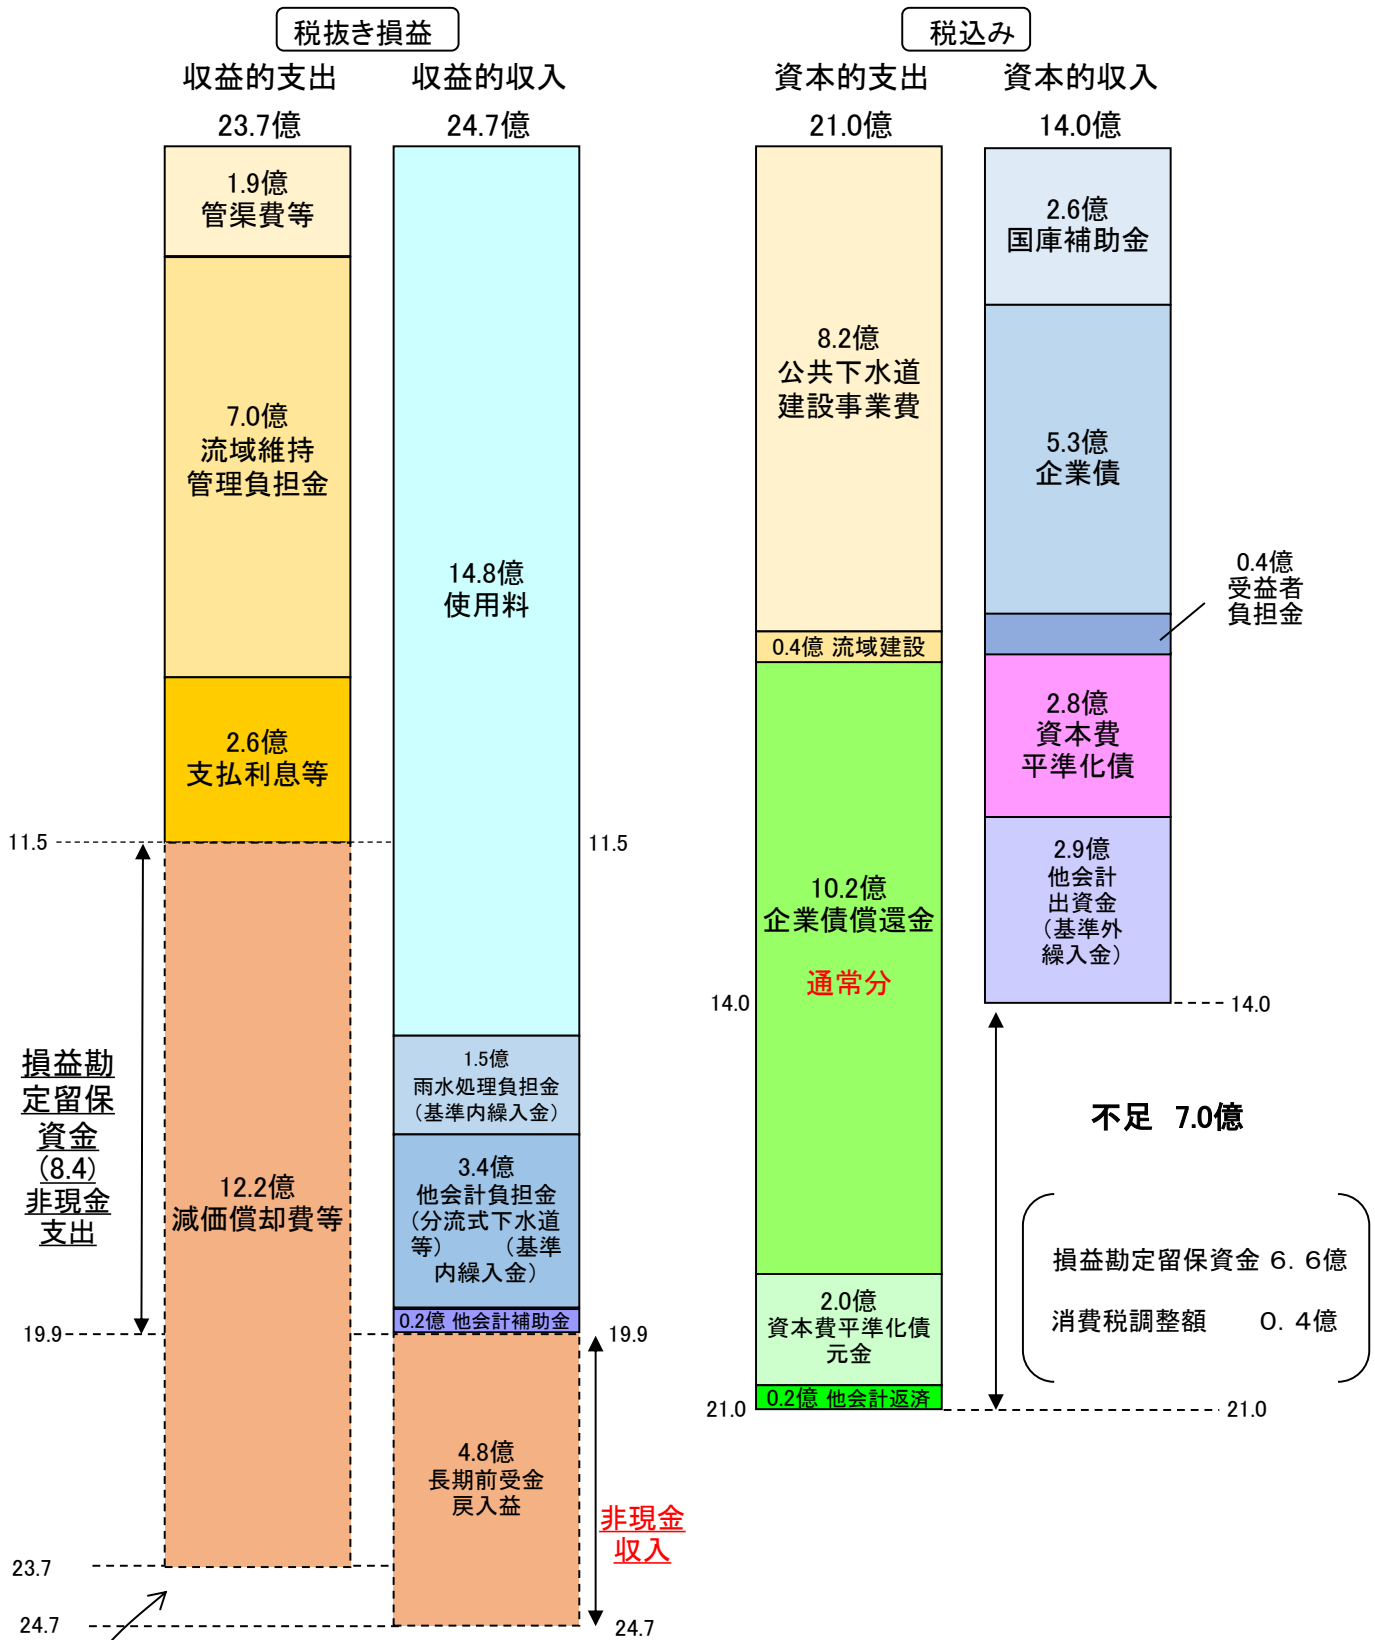 税抜き損益
収益的支出
23.7億
1.9億
管渠費等
7.0億
流域維持
管理負担金
2.6億
支払利息等
12.2億
減価償却費等
収益的収入
24.7億
14.8億
使用料
1.5億
雨水処理負担金
（基準内繰入金）
3.4億
他会計負担金
（分流式下水道
等）　（基準
内繰入金）
0.2億 他会計補助金
4.8億
長期前受金
戻入益
11.5
11.5
損益勘
定留保
資金
（8.4）
非現金
支出
19.9
19.9
非現金
収入
23.7
24.7
24.7
税込み
資本的支出
21.0億
8.2億
公共下水道
建設事業費
0.4億 流域建設
10.2億
企業債償還金
通常分
2.0億
資本費平準化債
元金
0.2億 他会計返済
資本的収入
14.0億
2.6億
国庫補助金
5.3億
企業債
0.4億
受益者
負担金
2.8億
資本費
平準化債
2.9億
他会計
出資金
（基準外
繰入金）
14.0
14.0
不足　7.0億
損益勘定留保資金 ６.６億
消費税調整額　０.４億
21.0
21.0